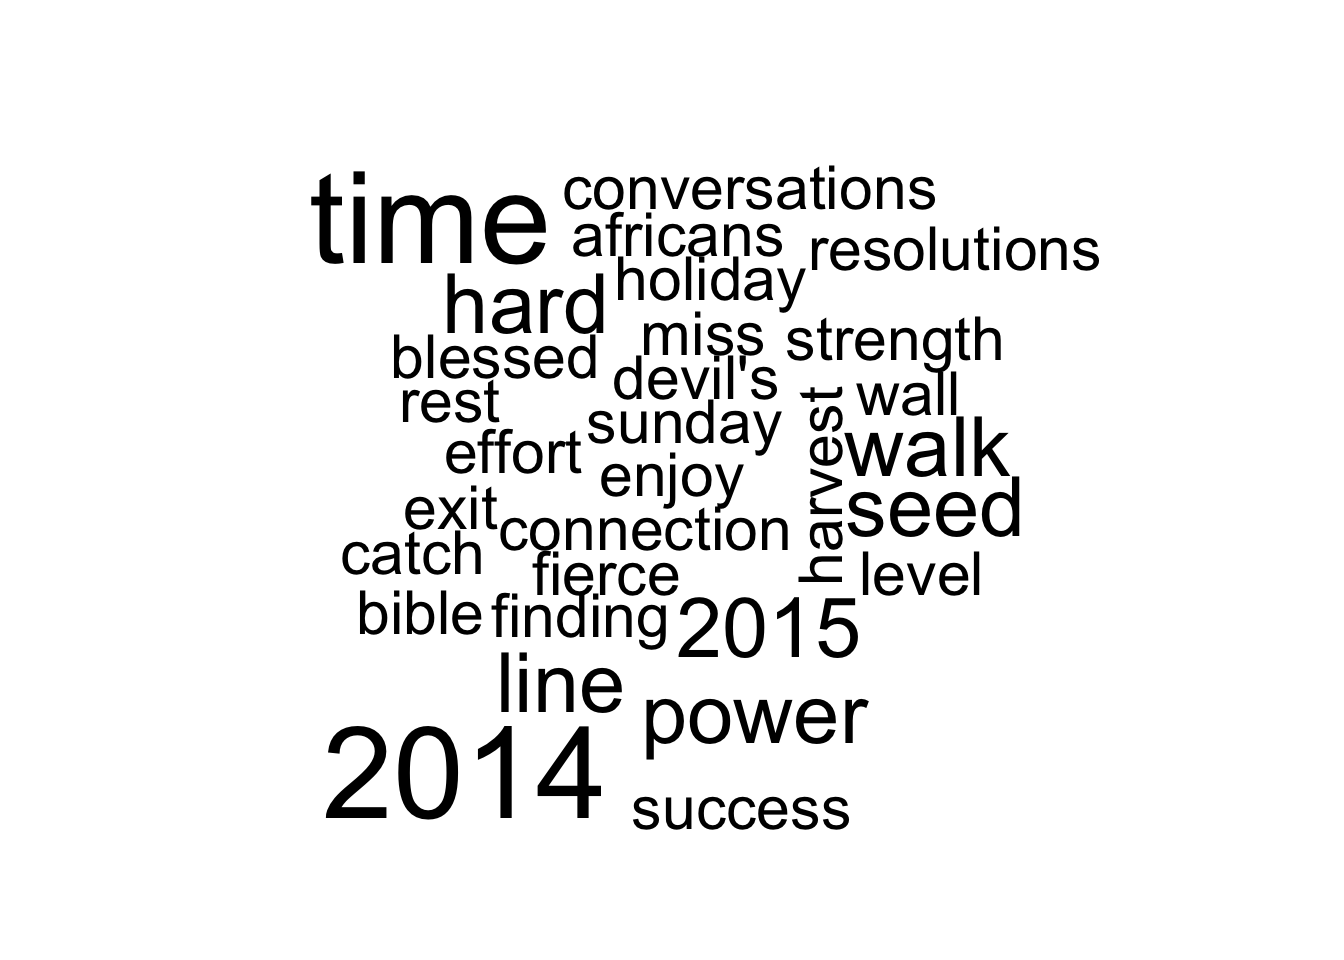 time
conversations
africans
resolutions
holiday
hard
miss
strength
blessed
devil's
rest
wall
sunday
harvest
walk
effort
enjoy
exit
seed
connection
catch
fierce
level
bible
finding
2015
line
power
2014
success